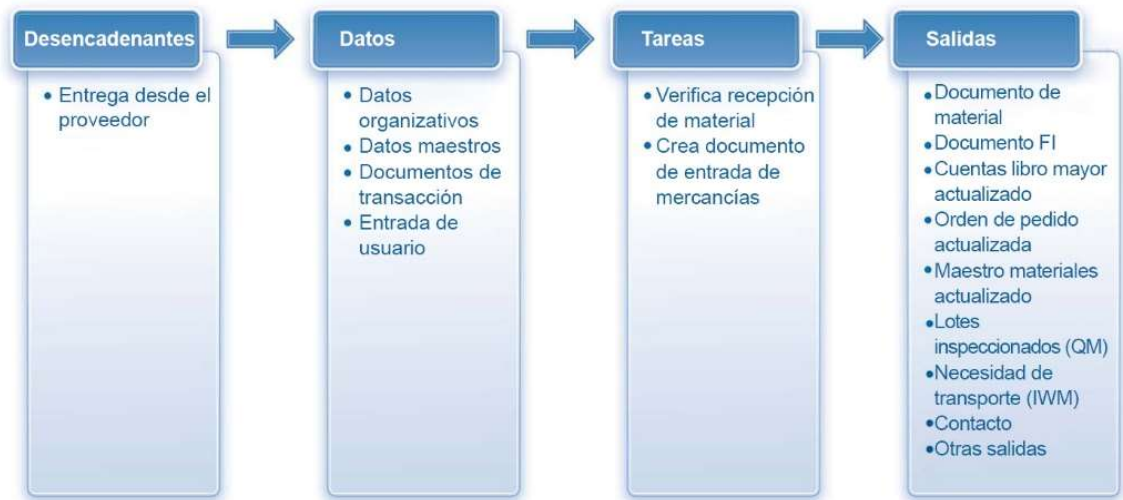 Desencadenantes
• Entrega desde el
proveedor
Datos
• Datos
organizativos
• Datos maestros
• Documentos de
transacción
• Entrada de
usuario
Tareas
• Verifica recepción
de material
• Crea documento
de entrada de
mercancías
Salidas
• Documento de
material
• Documento FI
• Cuentas libro mayor
actualizado
• Orden de pedido
actualizada
• Maestro materiales
actualizado
• Lotes
inspeccionados (QM)
• Necesidad de
transporte (IWM)
• Contacto
• Otras salidas